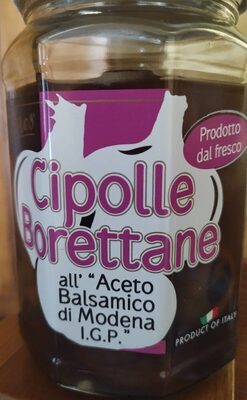 Prodotto
dal fresco
Cipolle
Borettane
all' "Aceto
Balsamico
di Modena
I.G.P."
PRODUCT OF ITALY